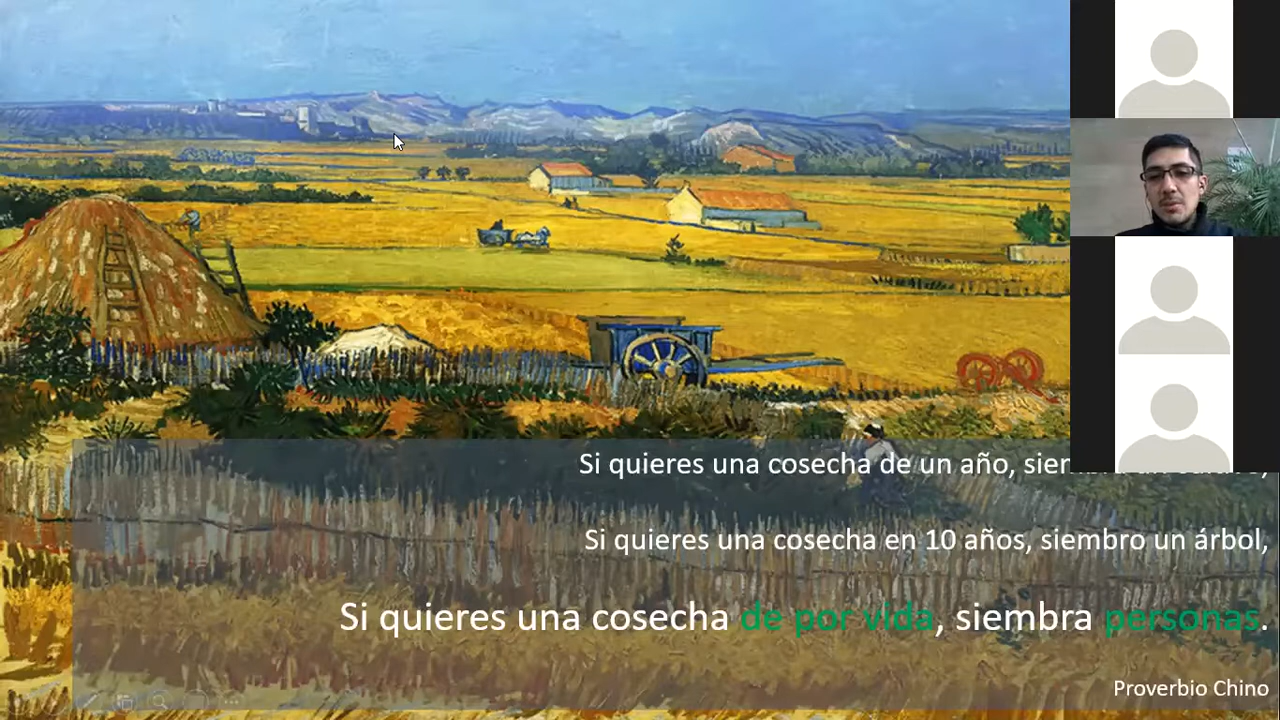 Si quieres una cosecha de un año,
Si quieres una cosecha en 10 años, siembro un árbol,
Si quieres una cosecha de por vida, siembra personas.
Proverbio Chino